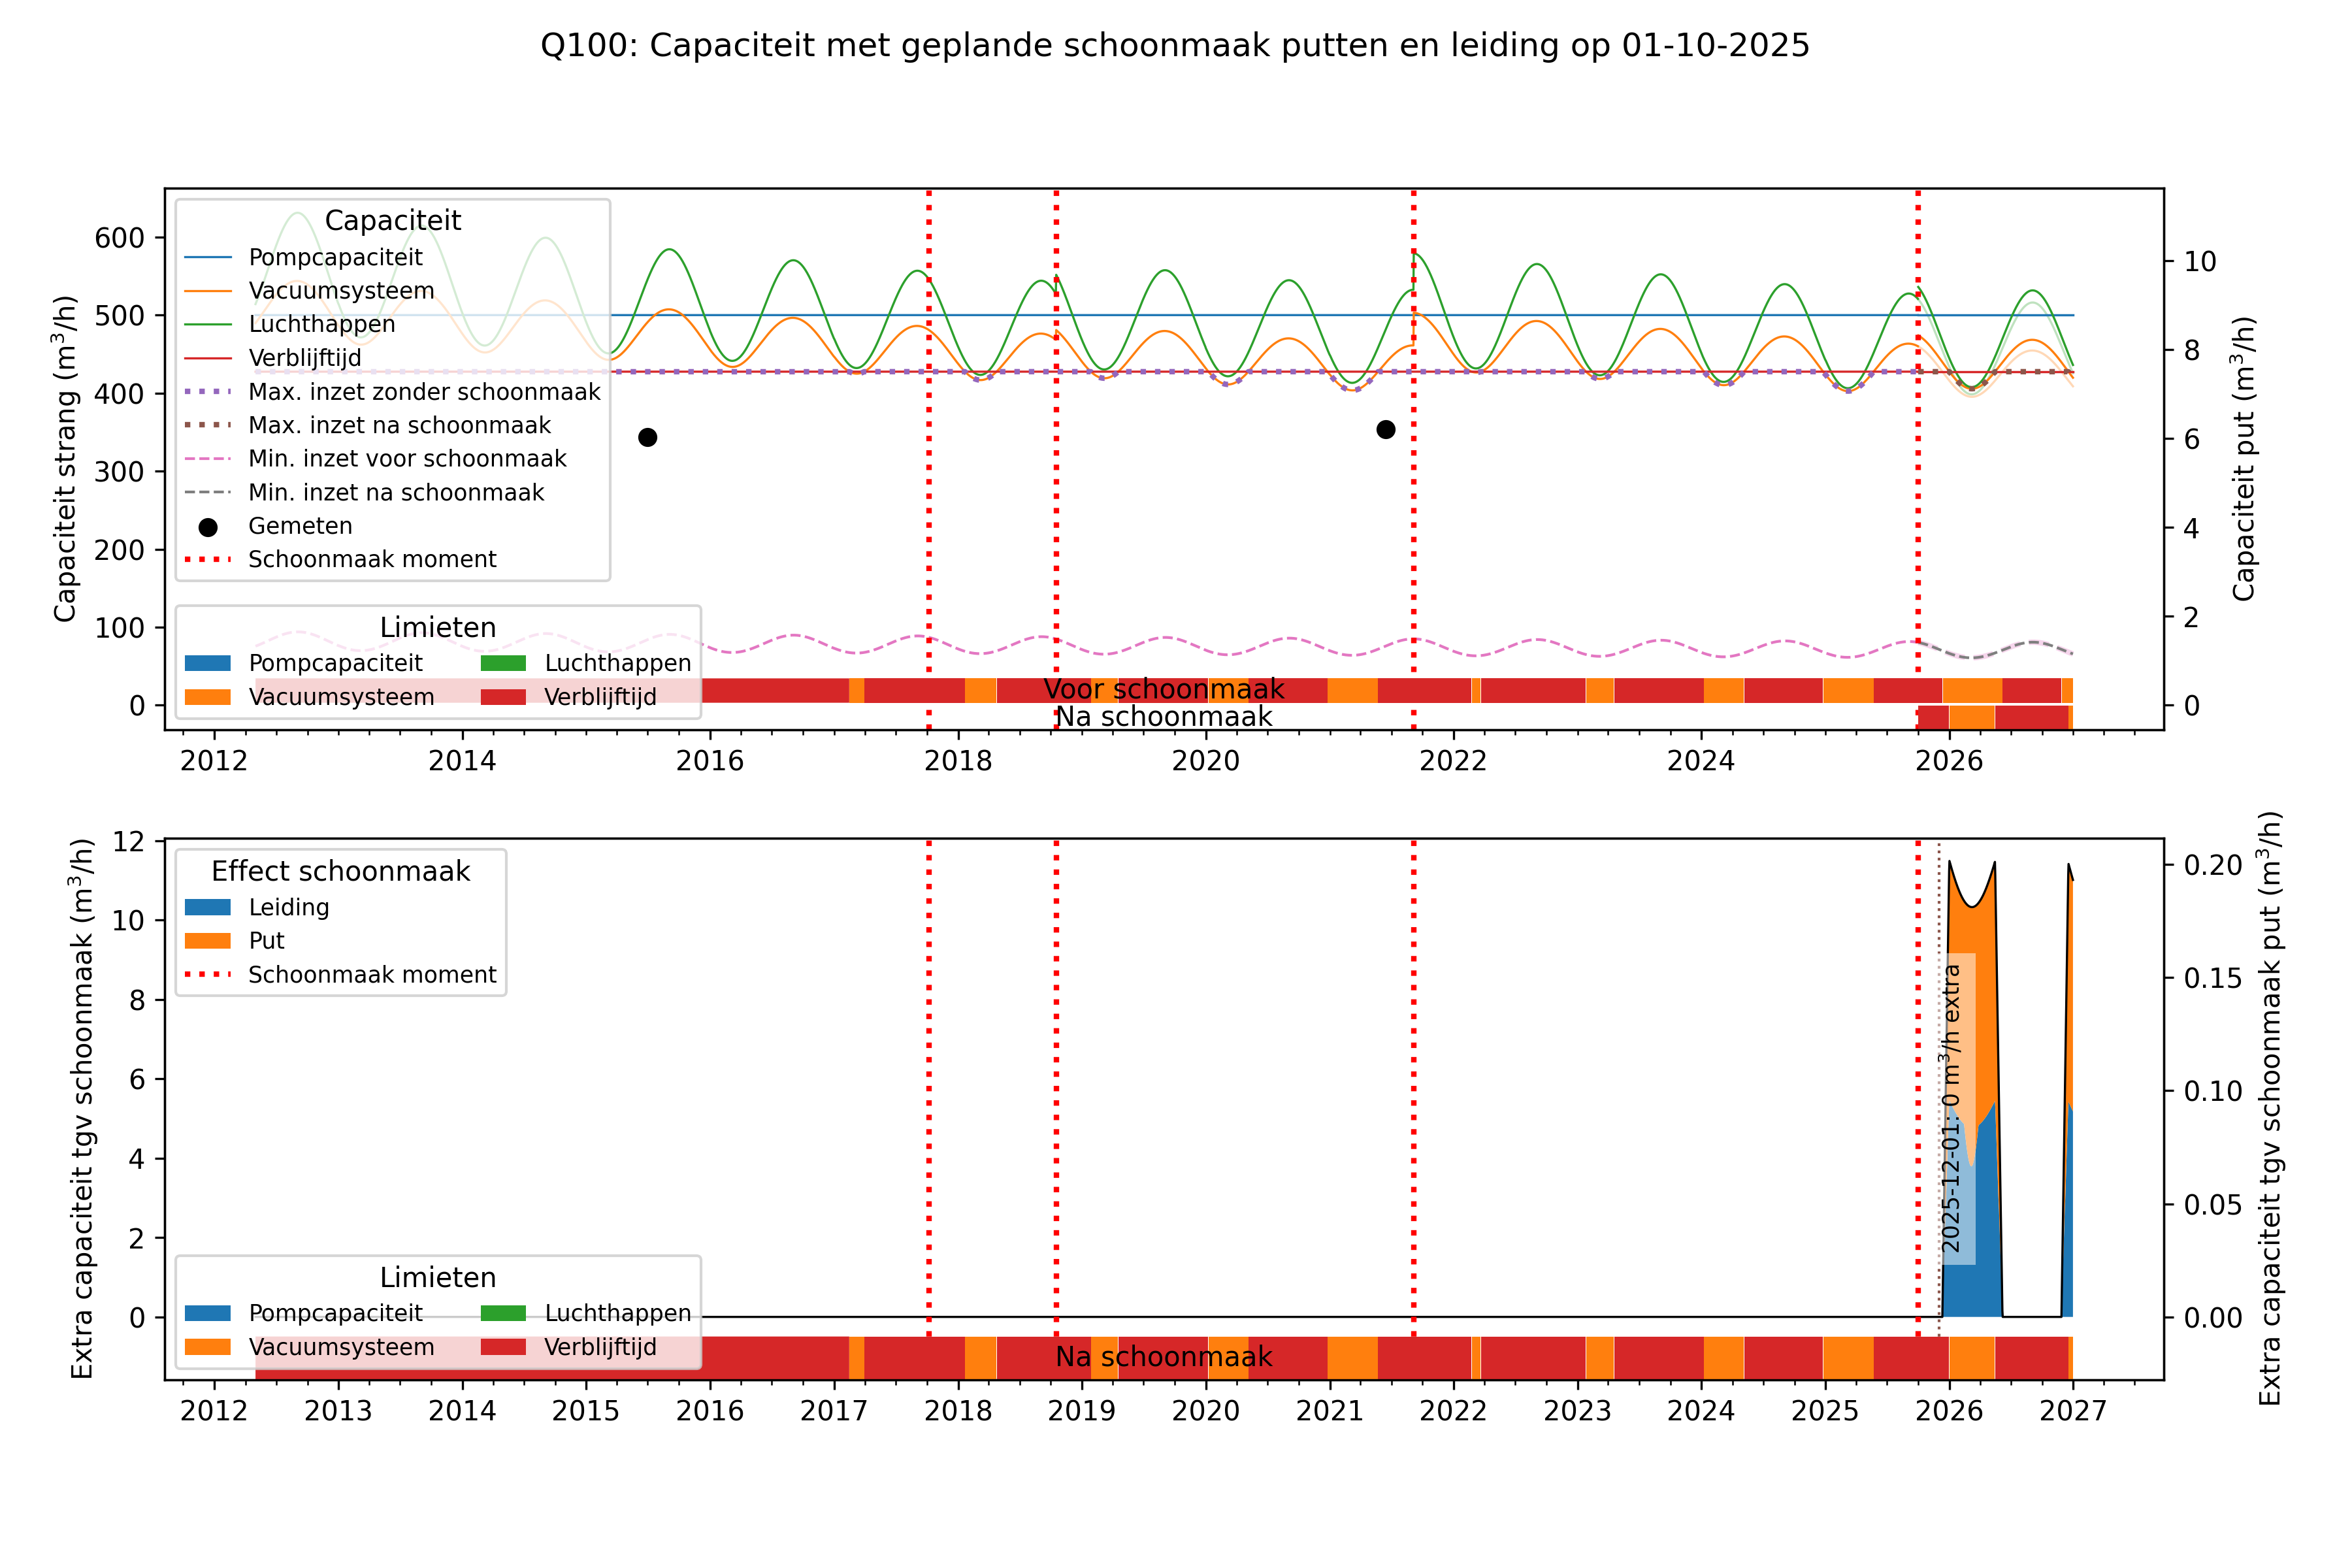 Q100: Capaciteit met geplande schoonmaak putten en leiding op 01-10-2025
Capaciteit strang (m³/h)
600
500
400
300
200
100
0
Capaciteit
Pompcapaciteit
Vacuumsysteem
Luchthappen
Verblijftijd
Max. inzet zonder schoonmaak
Max. inzet na schoonmaak
Min. inzet voor schoonmaak
Min. inzet na schoonmaak
Gemeten
Schoonmaak moment
Limieten
Pompcapaciteit Luchthappen
Vacuumsysteem Verblijftijd
Voor schoonmaak
Na schoonmaak
10
8
6
4
2
0
Capaciteit put (m³/h)
2012 2014 2016 2018 2020 2022 2024 2026
Extra capaciteit tgv schoonmaak (m³/h)
12
10
8
6
4
2
0
Effect schoonmaak
Leiding
Put
Schoonmaak moment
Limieten
Pompcapaciteit Luchthappen
Vacuumsysteem Verblijftijd
Na schoonmaak
2025-12-01: 0 m³/h extra
0.20
0.15
0.10
0.05
0.00
Extra capaciteit tgv schoonmaak put (m³/h)
2012 2013 2014 2015 2016 2017 2018 2019 2020 2021 2022 2023 2024 2025 2026 2027